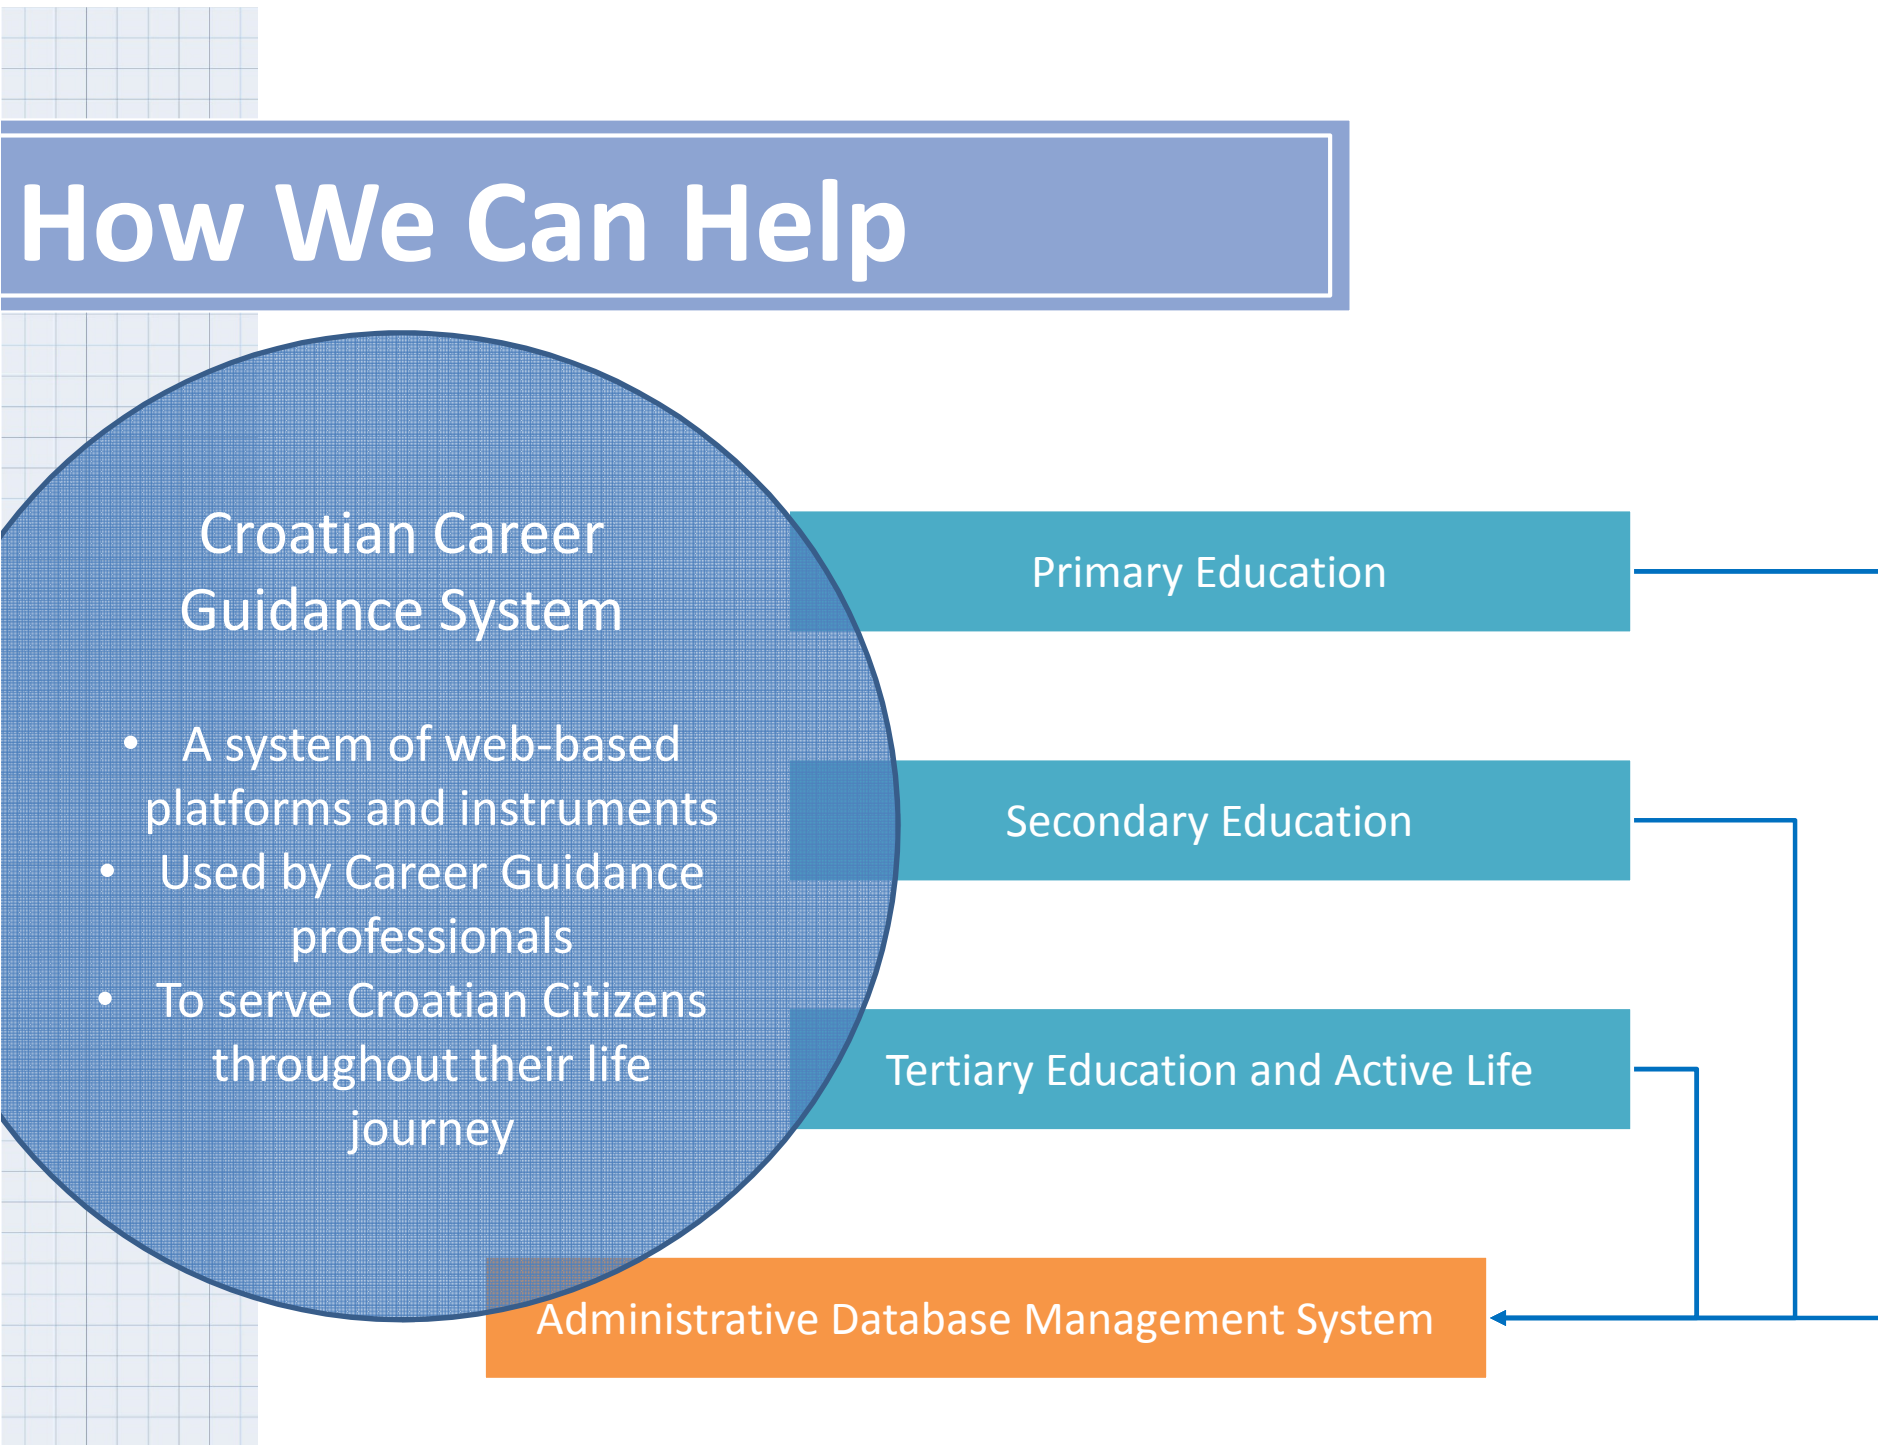 How We Can Help
Croatian Career
Guidance System
• A system of web-based
platforms and instruments
• Used by Career Guidance
professionals
• To serve Croatian Citizens
throughout their life
journey
Primary Education
Secondary Education
Tertiary Education and Active Life
Administrative Database Management System